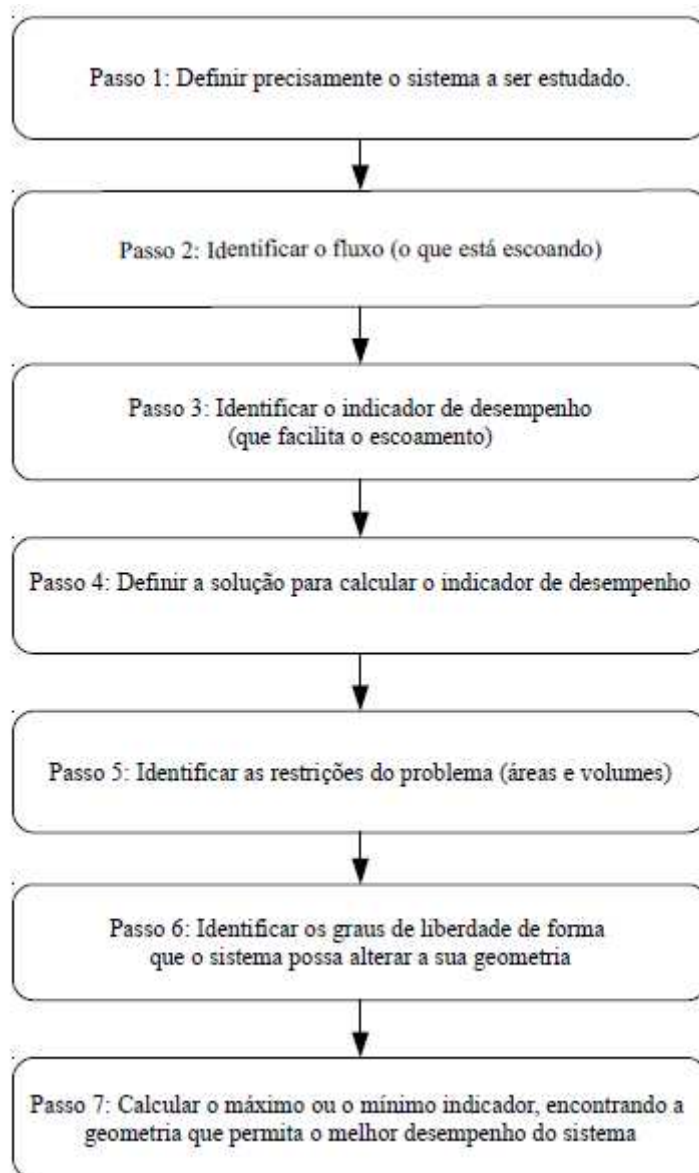 Passo 1: Definir precisamente o sistema a ser estudado.
Passo 2: Identificar o fluxo (o que está escoando)
Passo 3: Identificar o indicador de desempenho
(que facilita o escoamento)
Passo 4: Definir a solução para calcular o indicador de desempenho
Passo 5: Identificar as restrições do problema (áreas e volumes)
Passo 6: Identificar os graus de liberdade de forma
que o sistema possa alterar a sua geometria
Passo 7: Calcular o máximo ou o mínimo indicador, encontrando a
geometria que permita o melhor desempenho do sistema